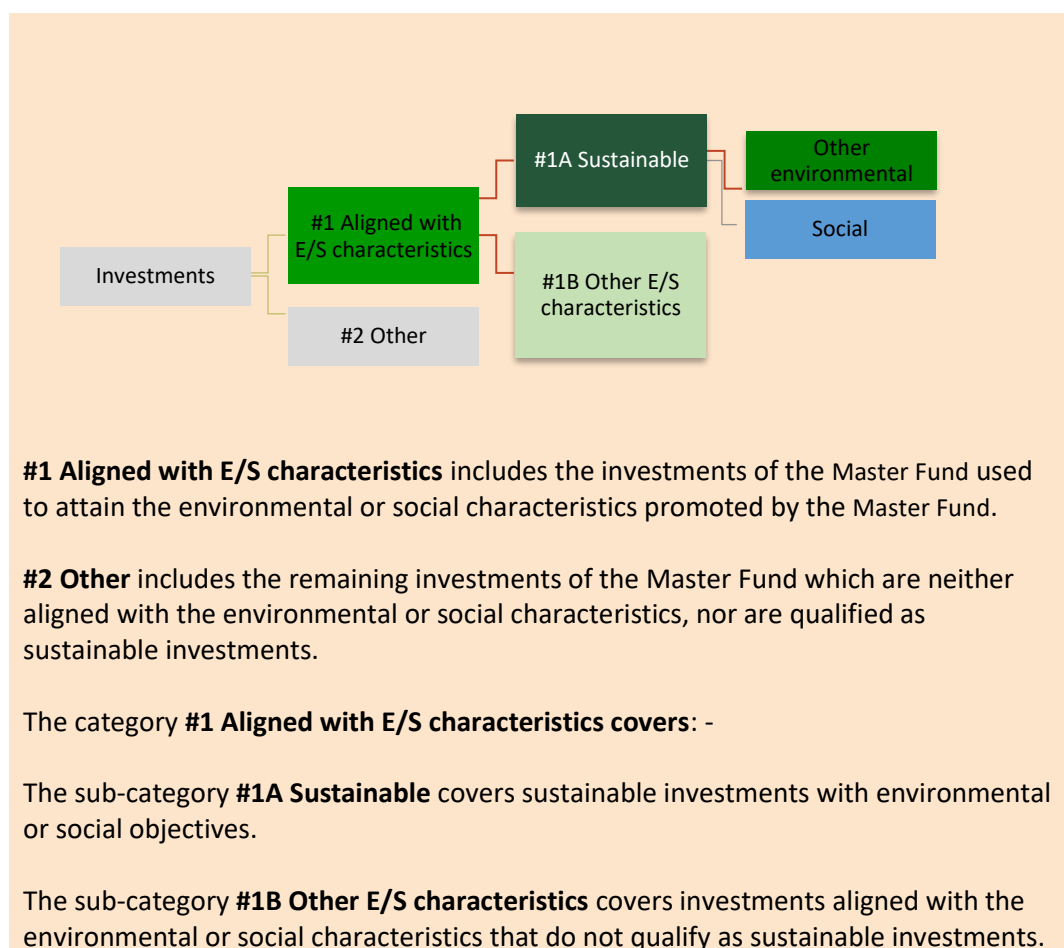 #1A Sustainable
Other
environmental
#1 Aligned with
E/S characteristics
Social
Investments
#1B Other E/S
characteristics
#2 Other
#1 Aligned with E/S characteristics includes the investments of the Master Fund used
to attain the environmental or social characteristics promoted by the Master Fund.
#2 Other includes the remaining investments of the Master Fund which are neither
aligned with the environmental or social characteristics, nor are qualified as
sustainable investments.
The category #1 Aligned with E/S characteristics covers: -
The sub-category #1A Sustainable covers sustainable investments with environmental
or social objectives.
The sub-category #1B Other E/S characteristics covers investments aligned with the
environmental or social characteristics that do not qualify as sustainable investments.